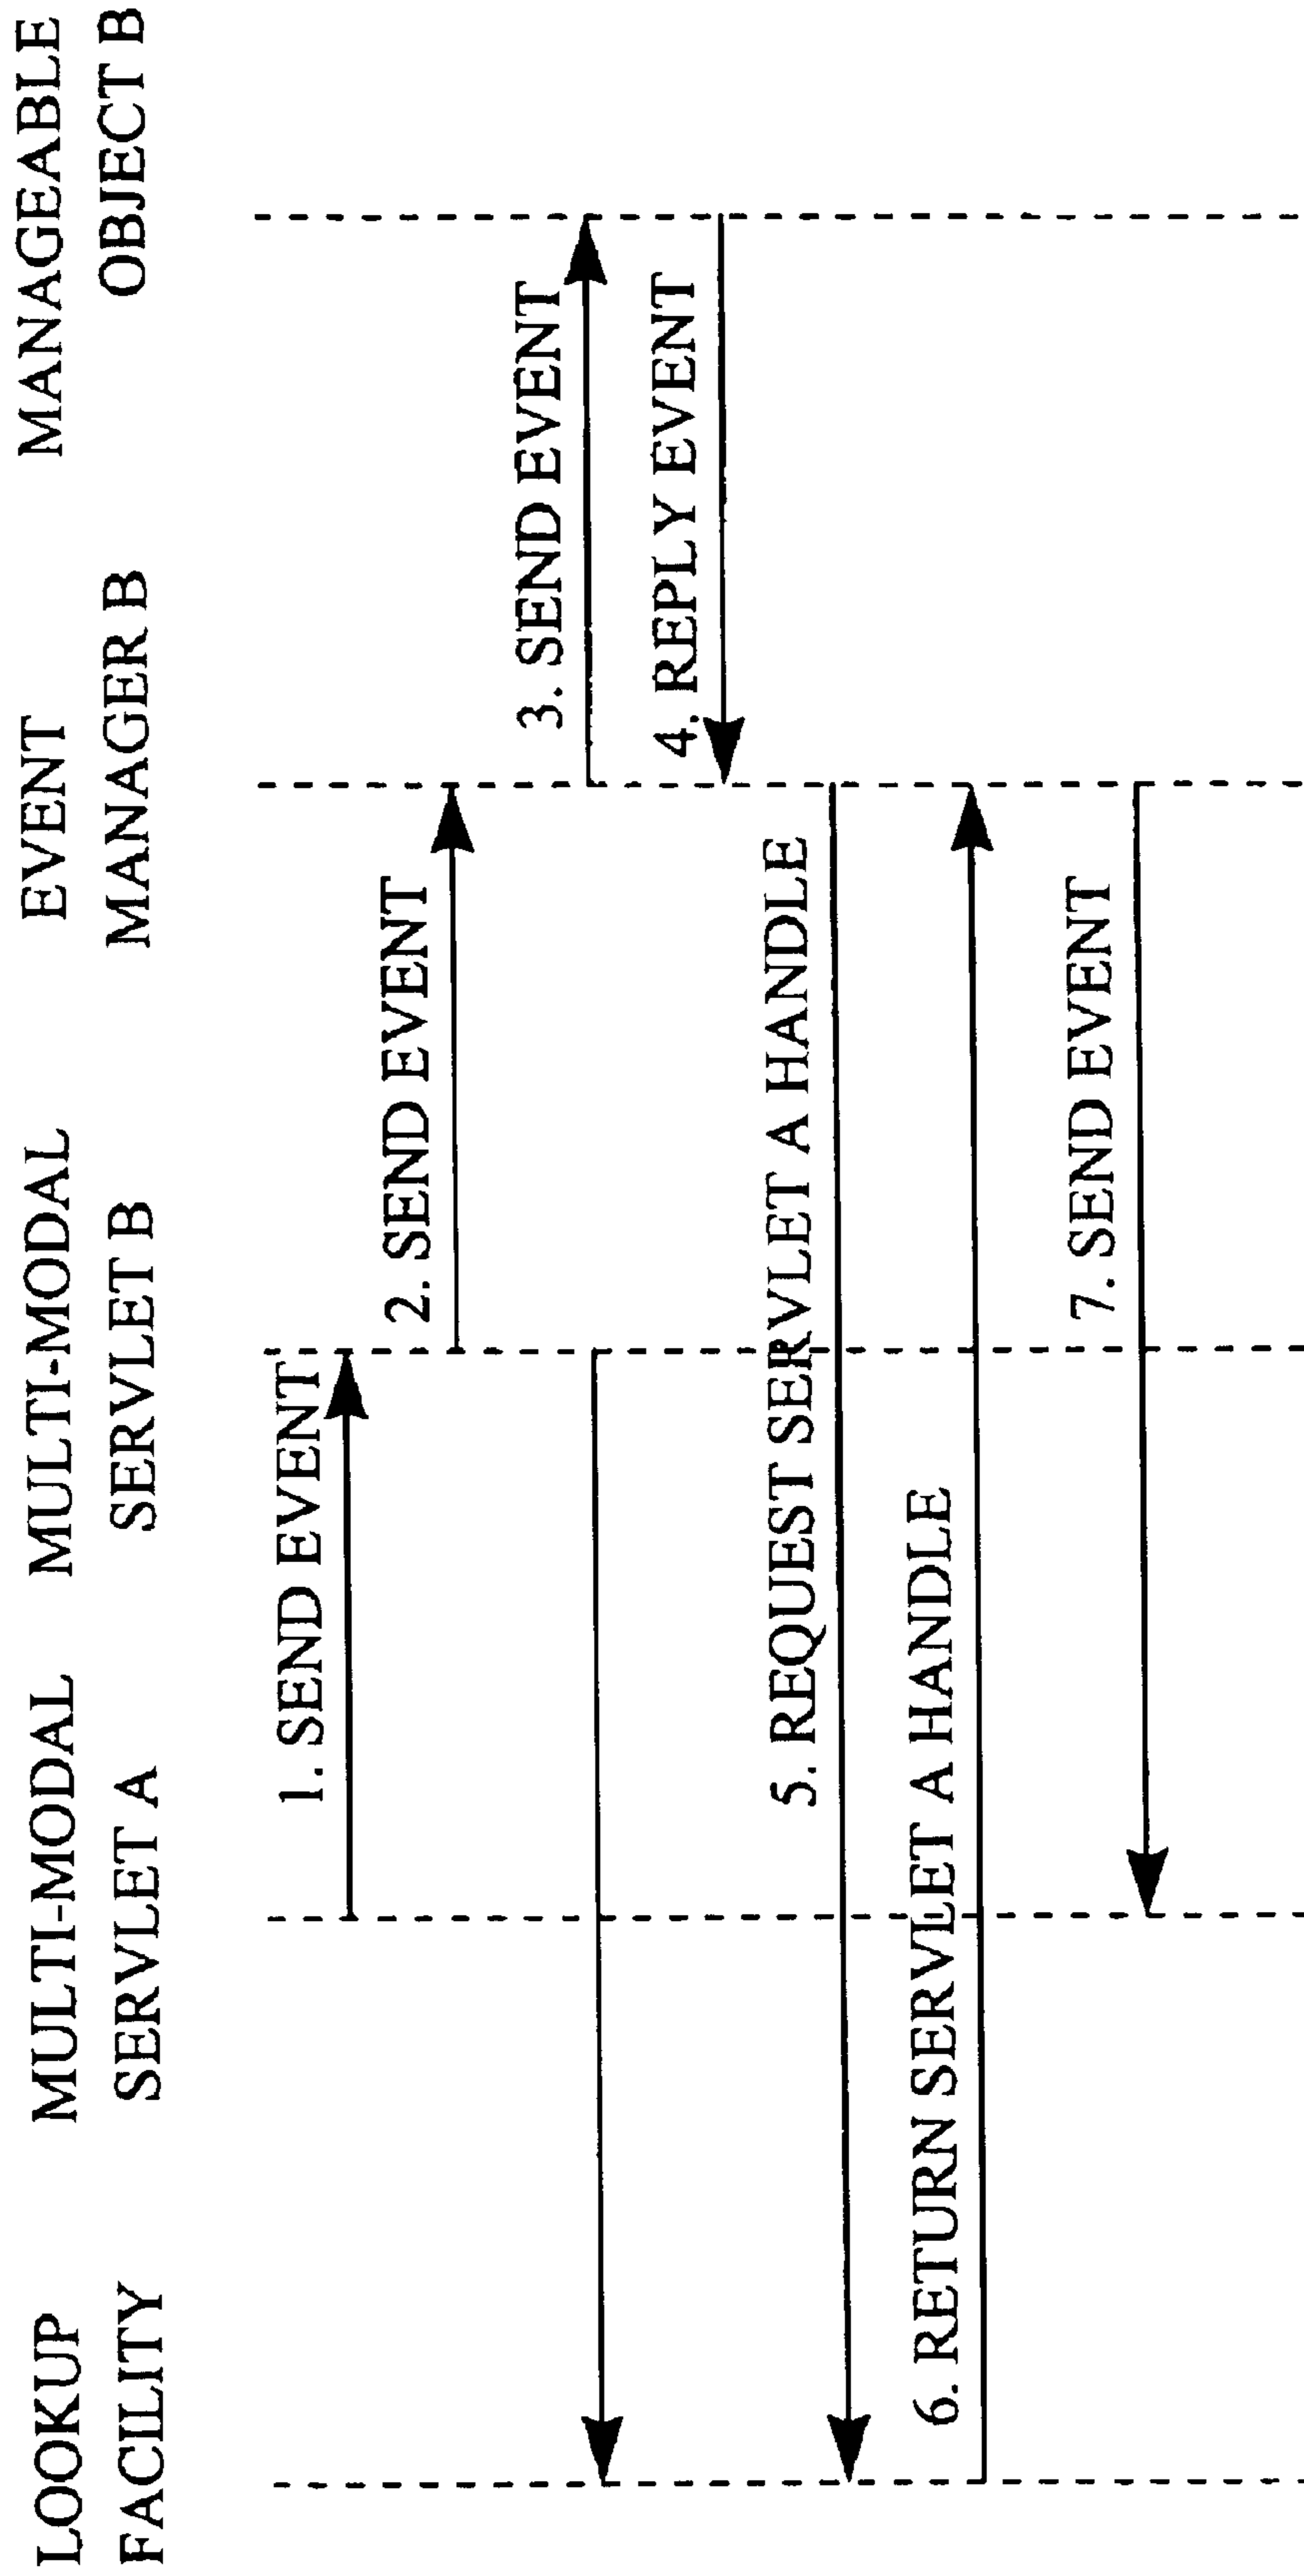 LOOKUP
FACILITY
MULTI-MODAL
SERVLET A
MULTI-MODAL
SERVLET B
EVENT
MANAGER B
MANAGEABLE
OBJECT B
1. SEND EVENT
2. SEND EVENT
3. SEND EVENT
4. REPLY EVENT
5. REQUEST SERVLET A HANDLE
6. RETURN SERVLET A HANDLE
7. SEND EVENT